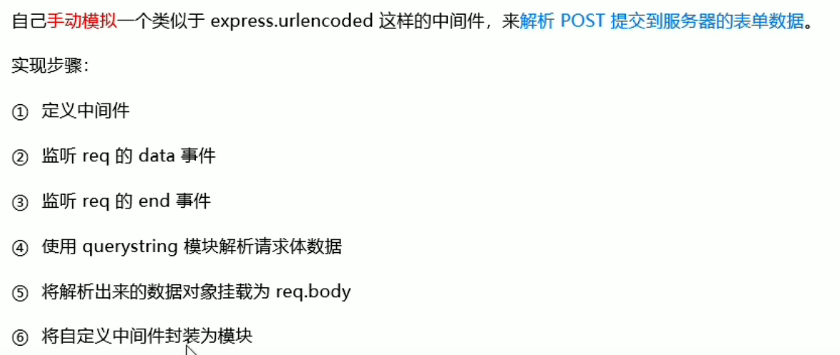 自己手动模拟一个类似于 express.urlencoded 这样的中间件，来解析 POST 提交到服务器的表单数据。
实现步骤：
① 定义中间件
② 监听 req 的 data 事件
③ 监听 req 的 end 事件
④ 使用 querystring 模块解析请求体数据
⑤ 将解析出来的数据对象挂载为 req.body
⑥ 将自定义中间件封装为模块